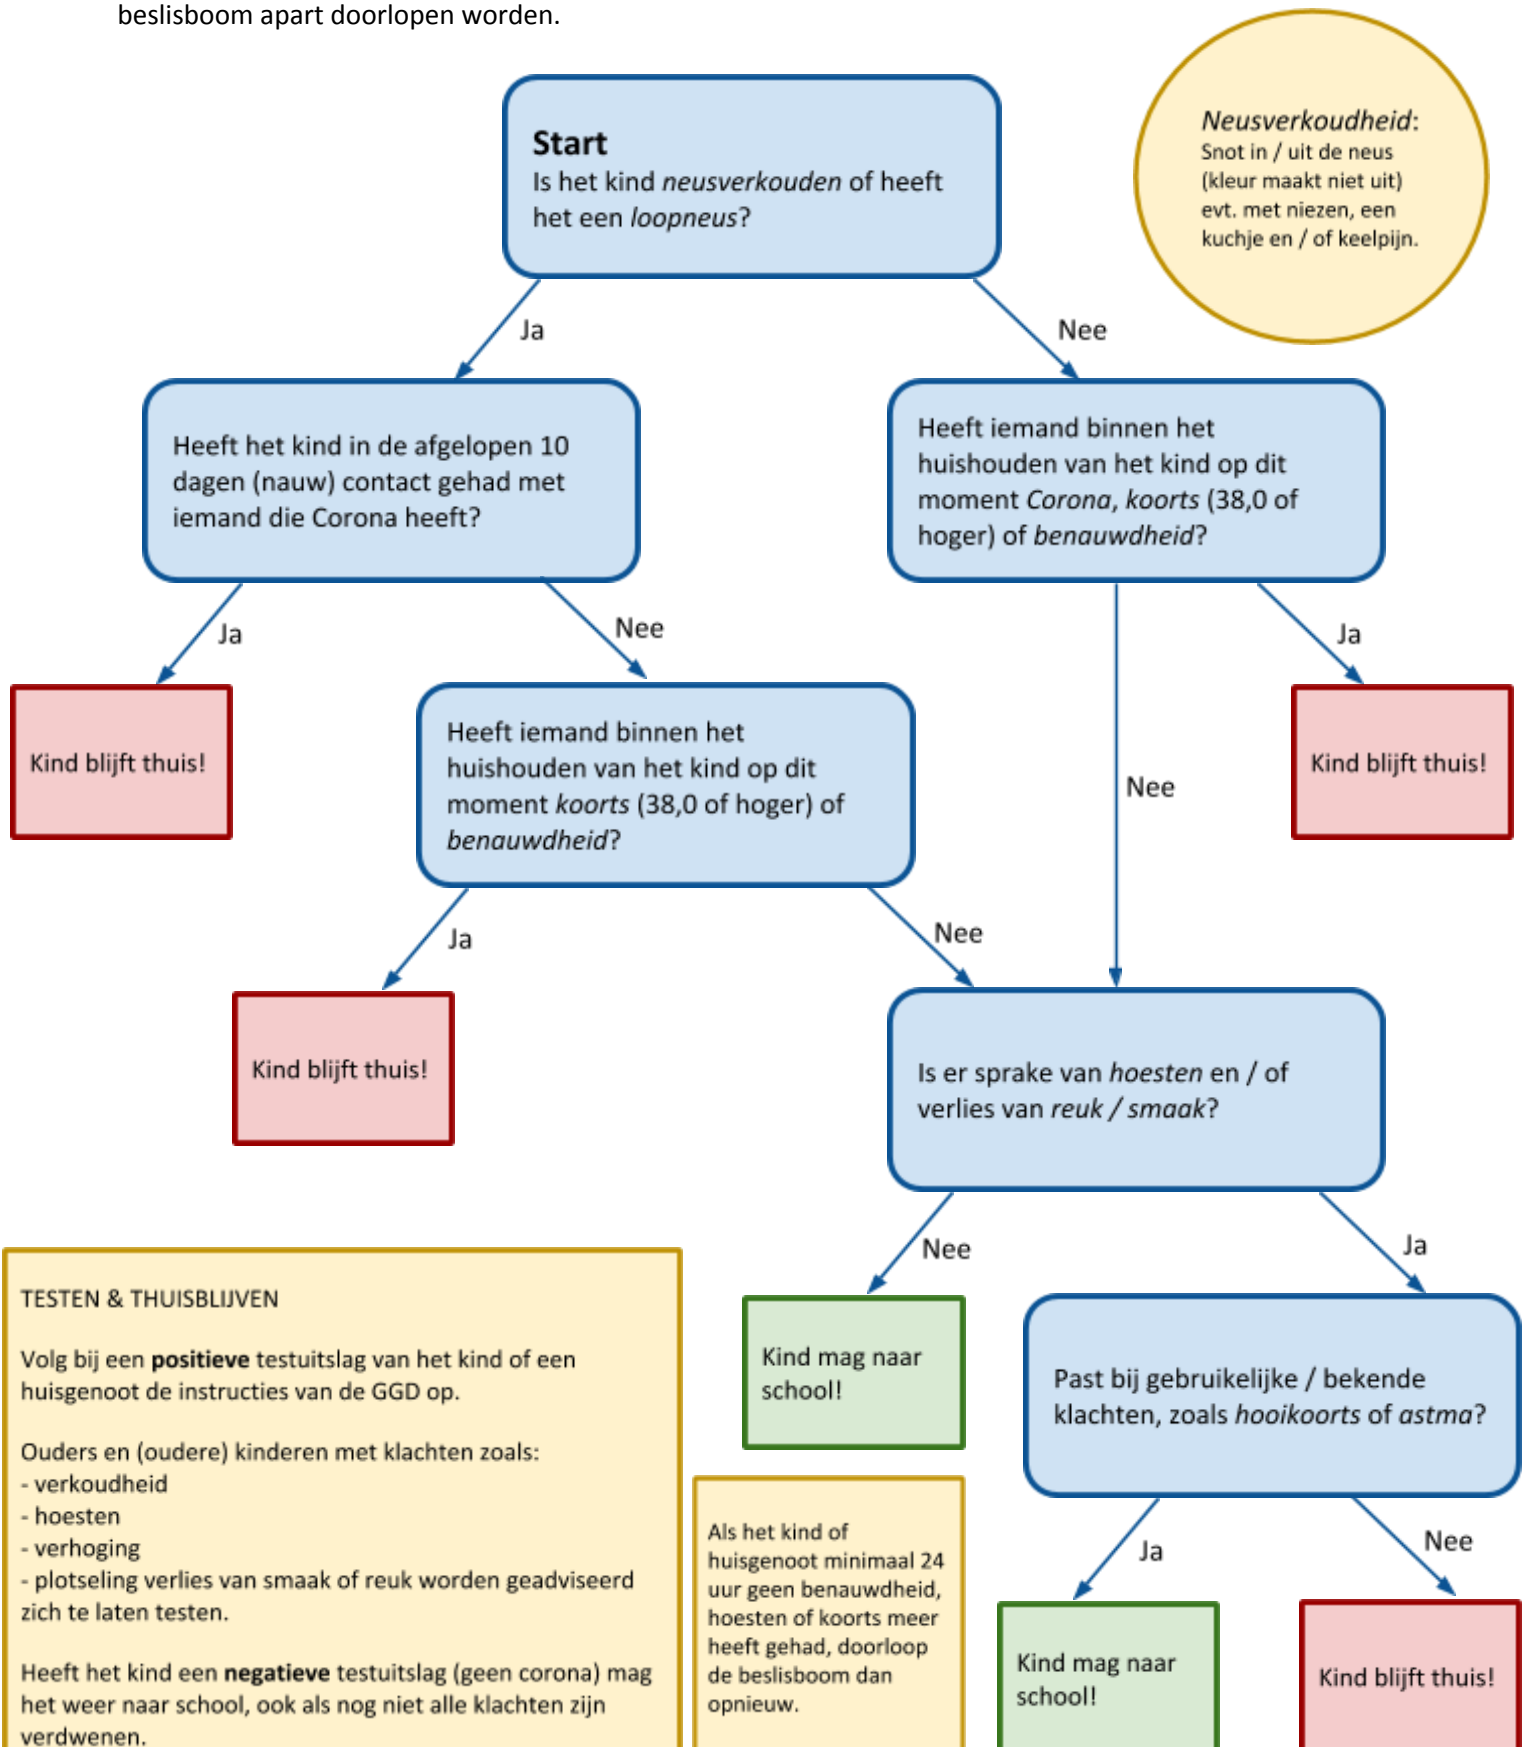 beslisboom apart doorlopen worden.
Neusverkoudheid:
Snot in / uit de neus
(kleur maakt niet uit)
evt. met niezen, een
kuchje en / of keelpijn.
Start
Is het kind neusverkouden of heeft
het een loopneus?
Ja
Nee
Heeft het kind in de afgelopen 10
dagen (nauw) contact gehad met
iemand die Corona heeft?
Heeft iemand binnen het
huishouden van het kind op dit
moment Corona, koorts (38,0 of
hoger) of benauwdheid?
Ja
Nee
Ja
Kind blijft thuis!
Heeft iemand binnen het
huishouden van het kind op dit
moment koorts (38,0 of hoger) of
benauwdheid?
Nee
Kind blijft thuis!
Ja
Nee
Kind blijft thuis!
Is er sprake van hoesten en / of
verlies van reuk / smaak?
Nee
Ja
Kind mag naar
school!
Past bij gebruikelijke / bekende
klachten, zoals hooikoorts of astma?
Ja
Nee
Kind mag naar
school!
Kind blijft thuis!
TESTEN & THUISBLIJVEN
Volg bij een positieve testuitslag van het kind of een
huisgenoot de instructies van de GGD op.
Ouders en (oudere) kinderen met klachten zoals:
- verkoudheid
- hoesten
- verhoging
- plotseling verlies van smaak of reuk worden geadviseerd
zich te laten testen.
Heeft het kind een negatieve testuitslag (geen corona) mag
het weer naar school, ook als nog niet alle klachten zijn
verdwenen.
Als het kind of
huisgenoot minimaal 24
uur geen benauwdheid,
hoesten of koorts meer
heeft gehad, doorloop
de beslisboom dan
opnieuw.